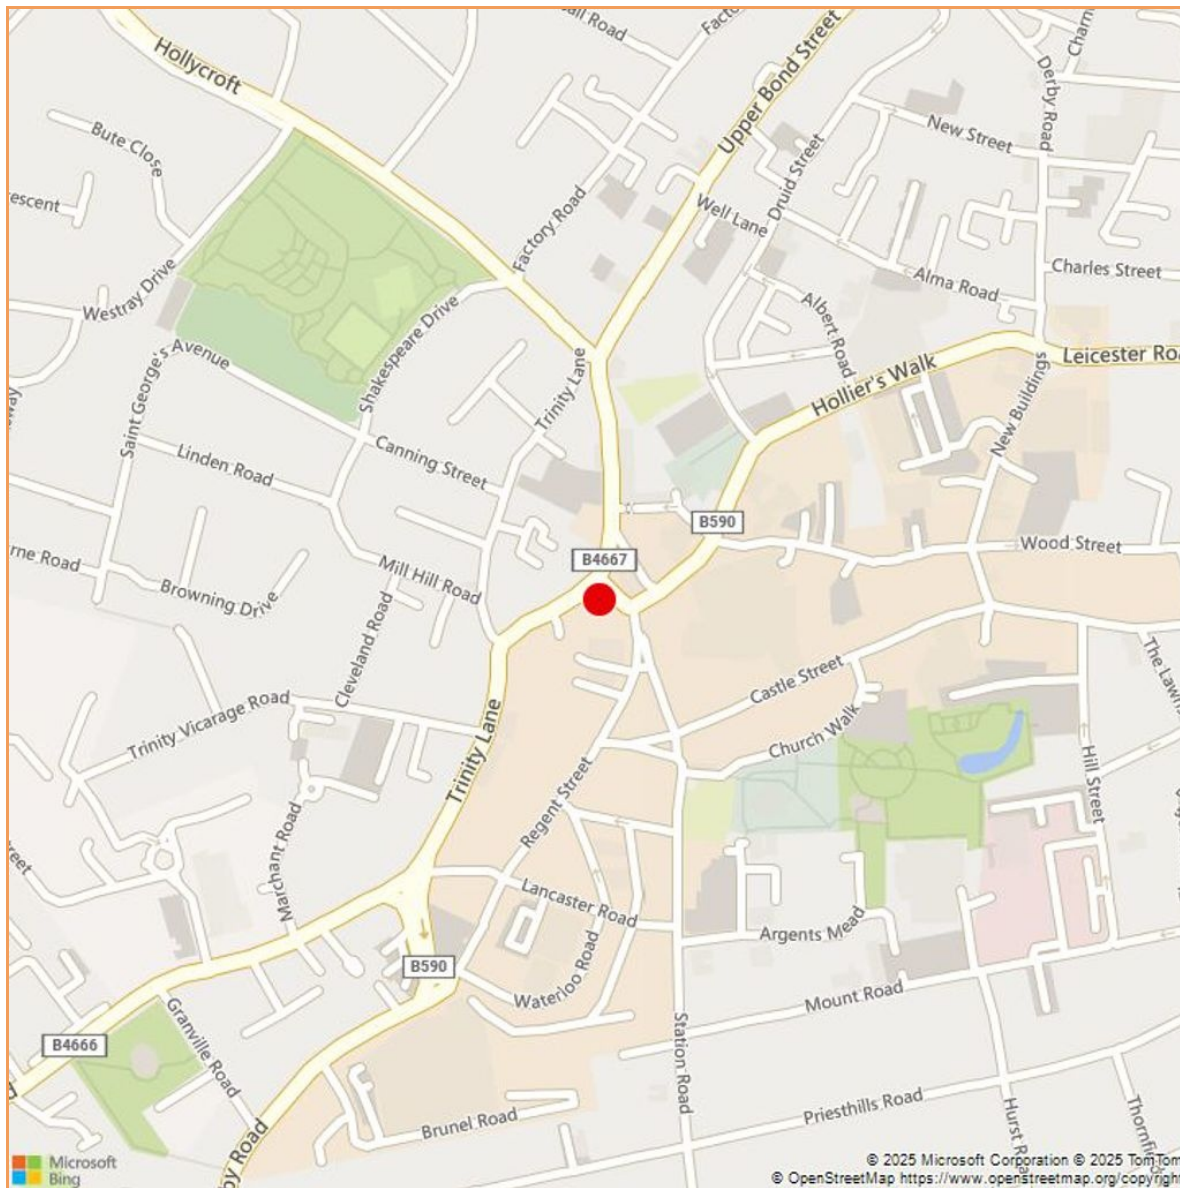 Hollycroft
Upper Bond Street
Derby Road
New Street
Bute Close
Factory Road
Druid Street
Well Lane
Charles Street
Alma Road
Westray Drive
Albert Road
Shakespeare Drive
Trinity Lane
Saint George's Avenue
Hollier's Walk
Leicester
New Buildings
Canning Street
Linden Road
B590
Wood Street
B4667
Mill Hill Road
Browning Drive
Cleveland Road
Castle Street
The
Church Walk
Trinity Vicarage Road
Trinity Lane
Hill Street
Regent Street
Marchant Road
Lancaster Road
Argents Mead
B590
Waterloo Road
Mount Road
Granville Road
B4666
Station Road
Priesthills Road
Brunel Road
Hurst
Road
Microsoft
Bing
© 2025 Microsoft Corporation © 2025 TomTom
© OpenStreetMap https://www.openstreetmap.org/copyright